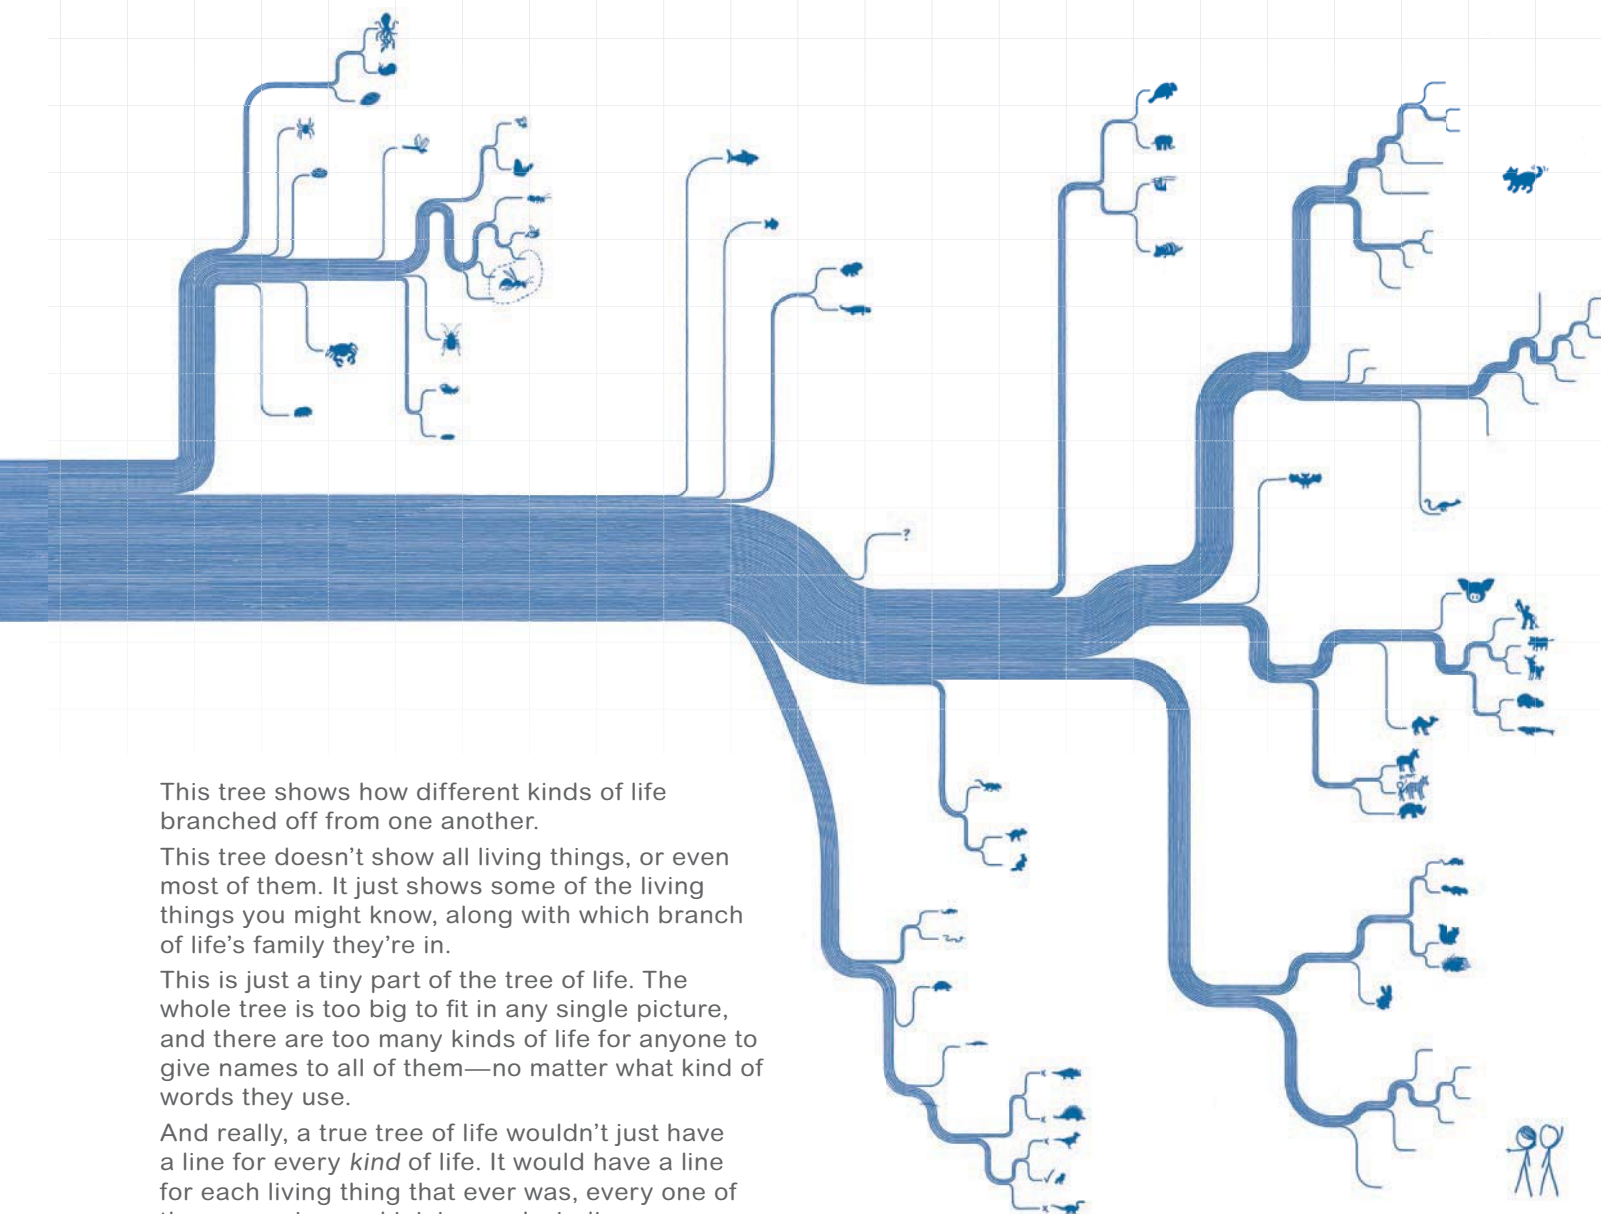 ?
This tree shows how different kinds of life
branched off from one another.
This tree doesn’t show all living things, or even
most of them. It just shows some of the living
things you might know, along with which branch
of life’s family they’re in.
This is just a tiny part of the tree of life. The
whole tree is too big to fit in any single picture,
and there are too many kinds of life for anyone to
give names to all of them—no matter what kind of
words they use.
And really, a true tree of life wouldn’t just have
a line for every kind of life. It would have a line
for each living thing that ever was, every one of